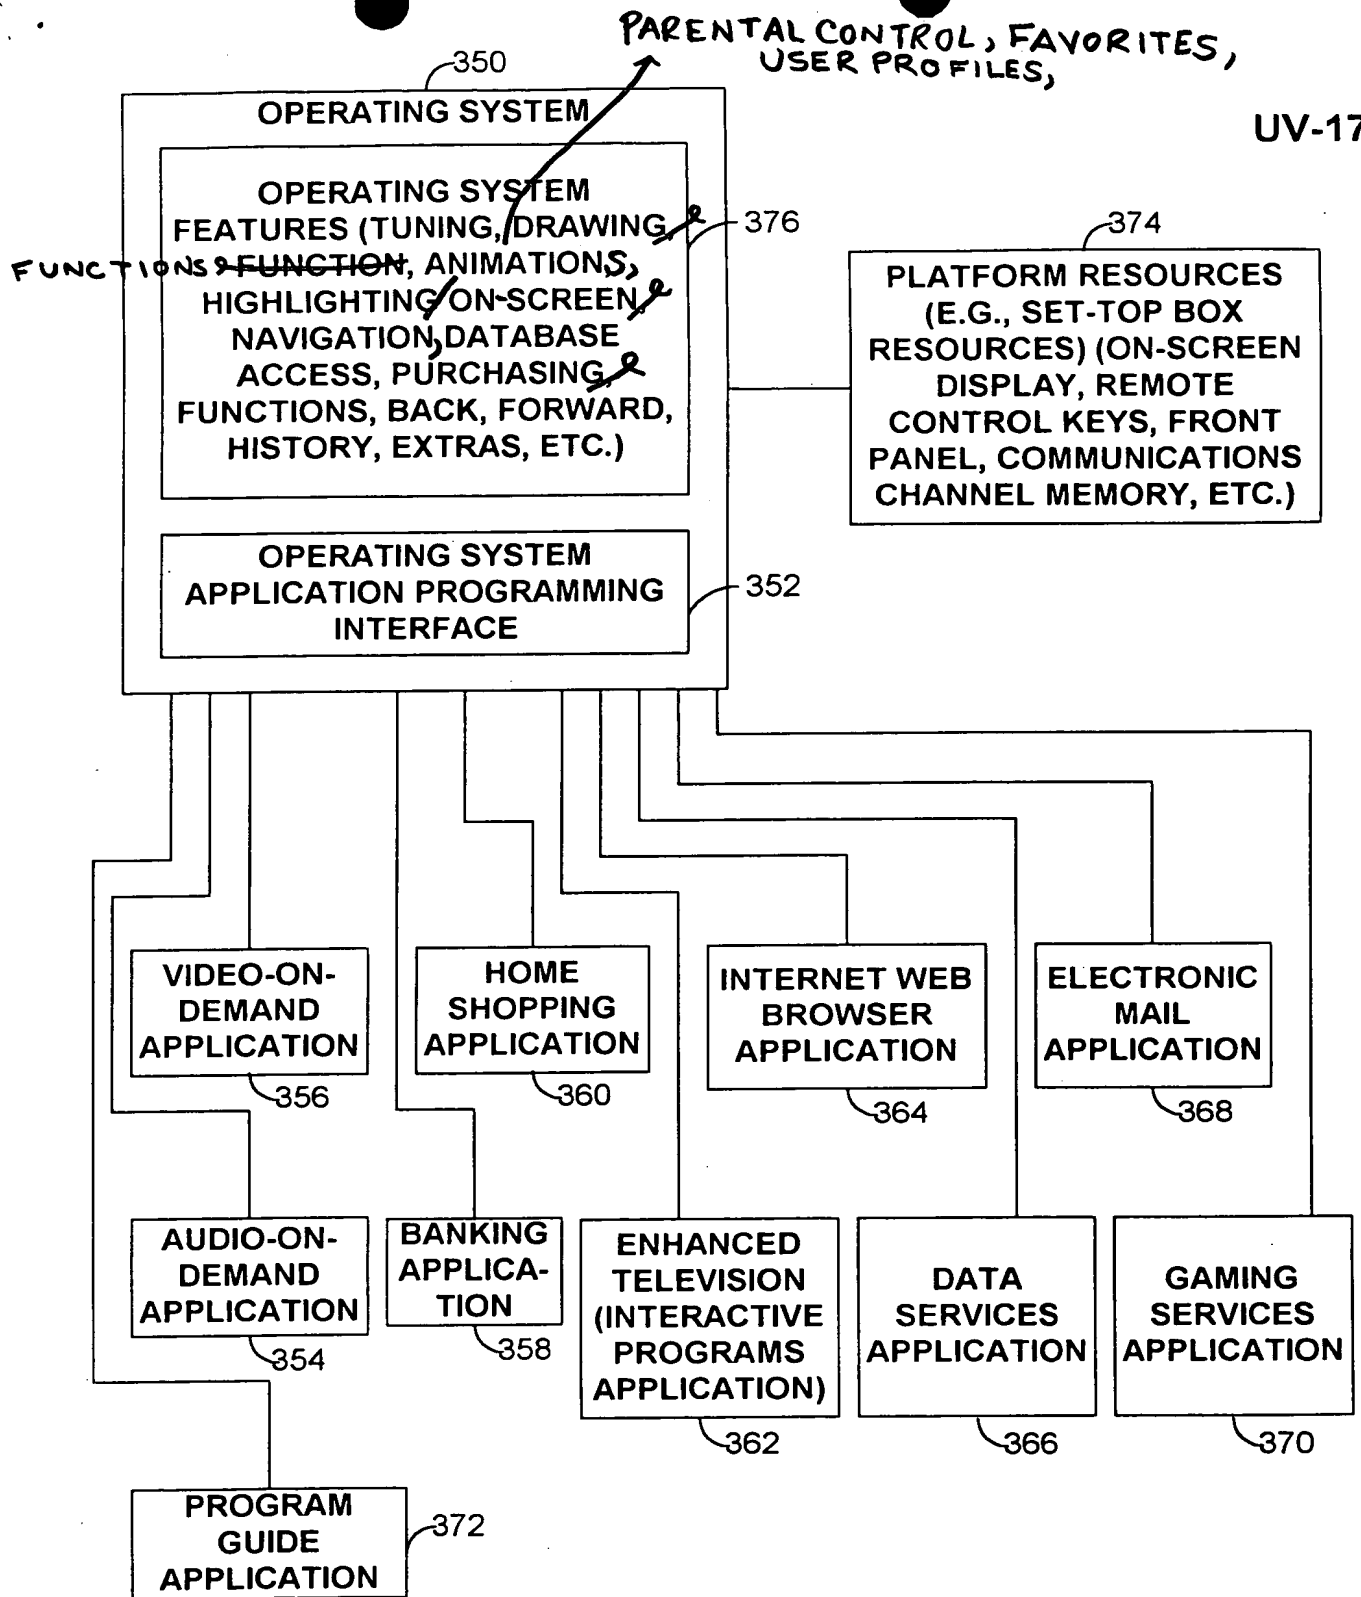 PARENTAL CONTROL, FAVORITES,
USER PROFILES,
350
OPERATING SYSTEM
UV-17
OPERATING SYSTEM
FEATURES (TUNING, DRAWING,
376
FUNCTIONS FUNCTION, ANIMATIONS,
HIGHLIGHTING/ON-SCREEN,
NAVIGATION, DATABASE
ACCESS, PURCHASING,
FUNCTIONS, BACK, FORWARD,
HISTORY, EXTRAS, ETC.)
374
PLATFORM RESOURCES
(E.G., SET-TOP BOX
RESOURCES) (ON-SCREEN
DISPLAY, REMOTE
CONTROL KEYS, FRONT
PANEL, COMMUNICATIONS
CHANNEL MEMORY, ETC.)
OPERATING SYSTEM
APPLICATION PROGRAMMING
INTERFACE
352
VIDEO-ON-
DEMAND
APPLICATION
356
HOME
SHOPPING
APPLICATION
360
INTERNET WEB
BROWSER
APPLICATION
364
ELECTRONIC
MAIL
APPLICATION
368
AUDIO-ON-
DEMAND
APPLICATION
354
BANKING
APPLICA-
TION
358
ENHANCED
TELEVISION
(INTERACTIVE
PROGRAMS
APPLICATION)
362
DATA
SERVICES
APPLICATION
366
GAMING
SERVICES
APPLICATION
370
PROGRAM
GUIDE
APPLICATION
372